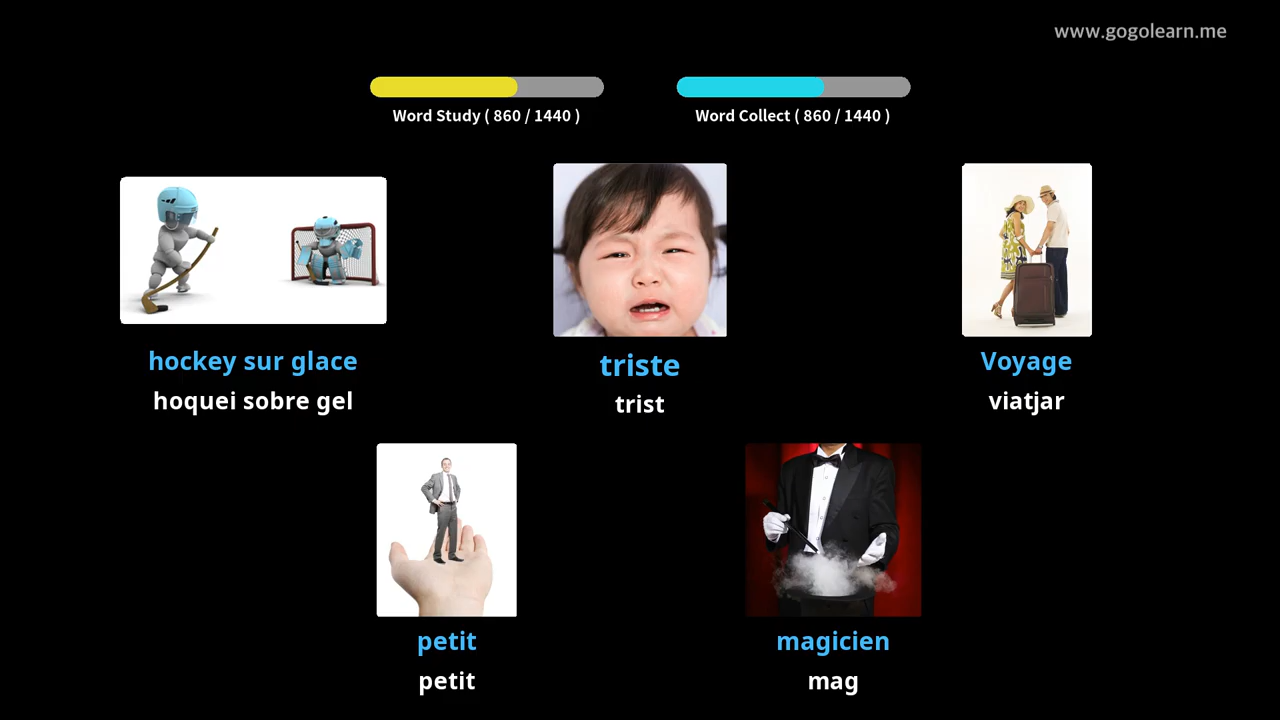 www.gogolearn.me
Word Study ( 860 / 1440 )
Word Collect ( 860 / 1440 )
hockey sur glace
hoquei sobre gel
triste
trist
Voyage
viatjar
petit
petit
magicien
mag